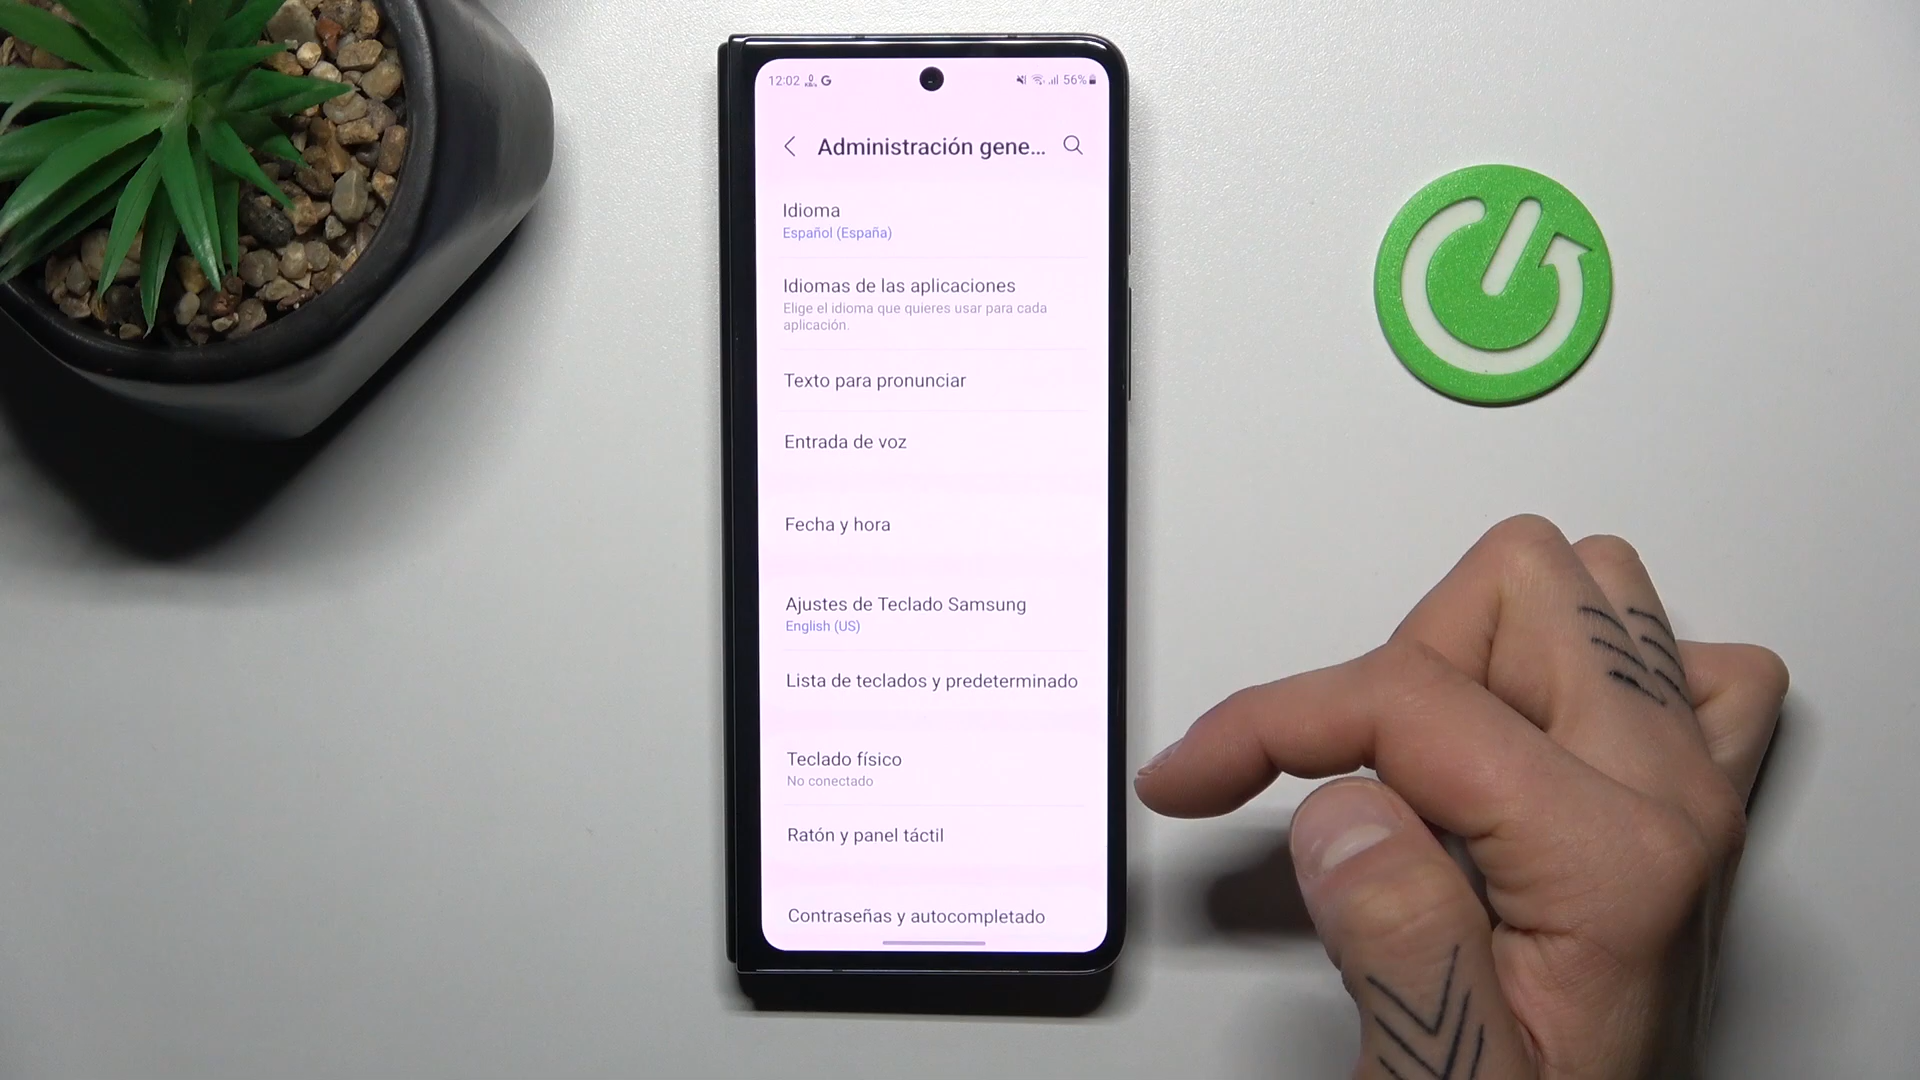 12:02 G 56%
Administración gene...
Idioma
Español (España)
Idiomas de las aplicaciones
Elige el idioma que quieres usar para cada
aplicación.
Texto para pronunciar
Entrada de voz
Fecha y hora
Ajustes de Teclado Samsung
English (US)
Lista de teclados y predeterminado
Teclado físico
No conectado
Ratón y panel táctil
Contraseñas y autocompletado